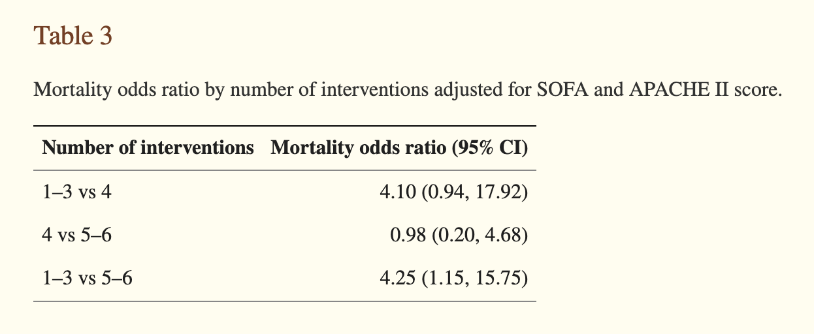 Table 3
Mortality odds ratio by number of interventions adjusted for SOFA and APACHE II score.
Number of interventions Mortality odds ratio (95% CI)
1–3 vs 4 4.10 (0.94, 17.92)
4 vs 5–6 0.98 (0.20, 4.68)
1–3 vs 5–6 4.25 (1.15, 15.75)